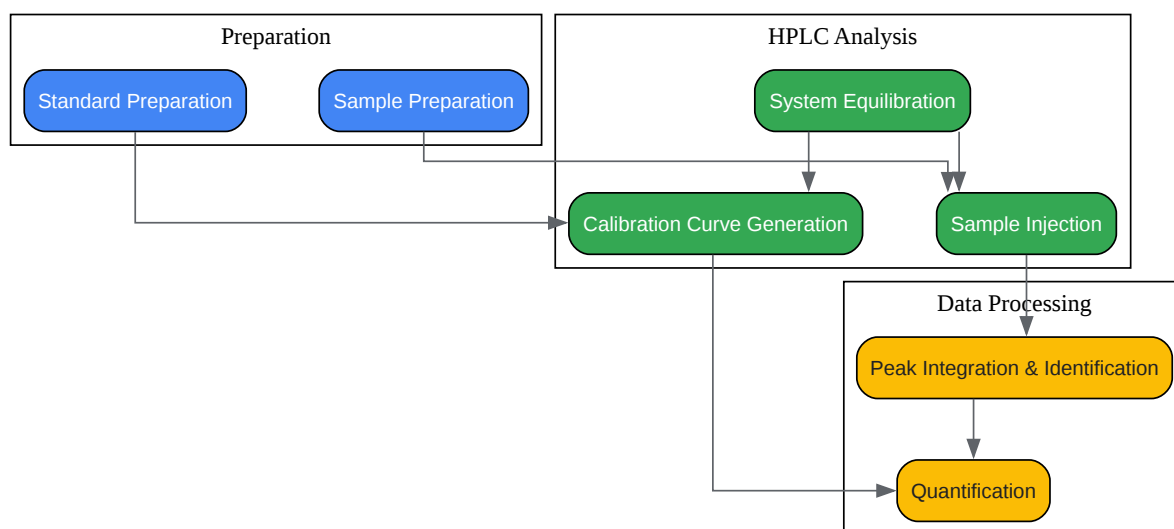 Preparation
HPLC Analysis
Standard Preparation
Sample Preparation
System Equilibration
Calibration Curve Generation
Sample Injection
Data Processing
Peak Integration & Identification
Quantification